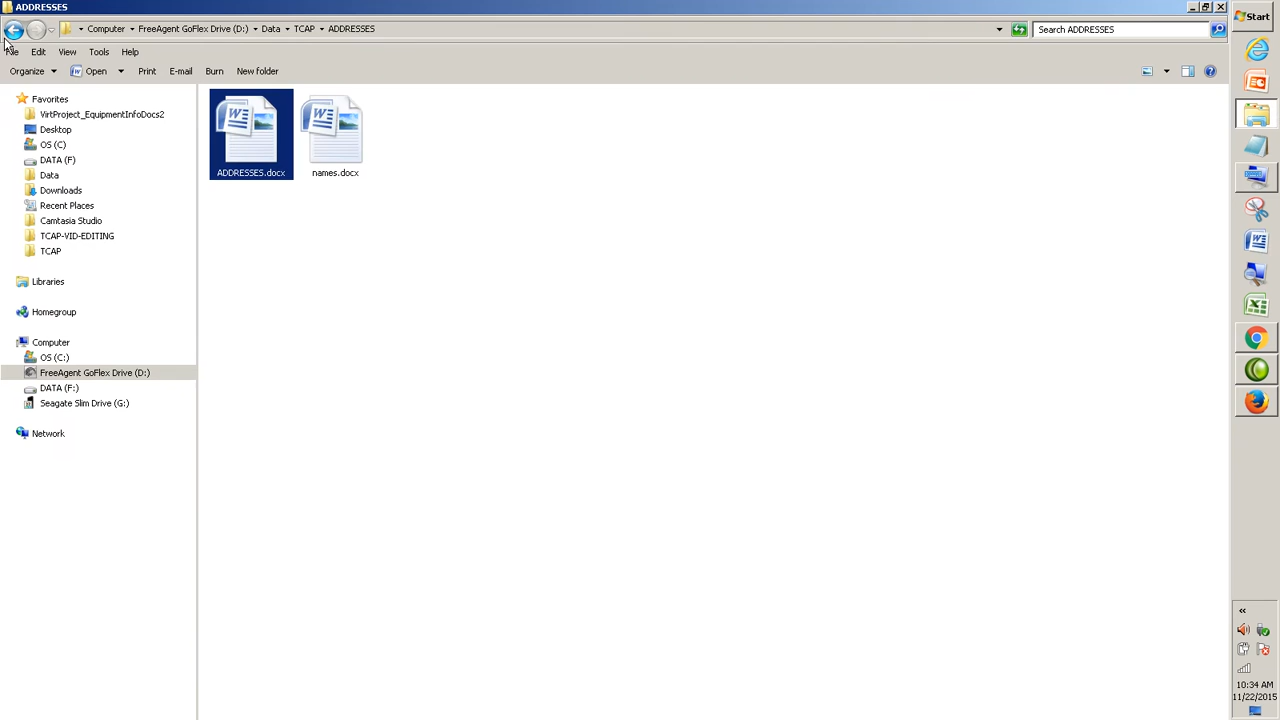 ADDRESSES
Computer FreeAgent GoFlex Drive (D:) Data TCAP ADDRESSES
Search ADDRESSES
Edit View Tools Help
Organize Open Print E-mail Burn New folder
Favorites
VirtProject_EquipmentInfoDocs2
Desktop
OS (C)
DATA (F)
Data
Downloads
Recent Places
Camtasia Studio
TCAP-VID-EDITING
TCAP
Libraries
Homegroup
Computer
OS (C:)
FreeAgent GoFlex Drive (D:)
DATA (F:)
Seagate Slim Drive (G:)
Network
ADDRESSES.docx
names.docx
Start
10:34 AM
11/22/2015